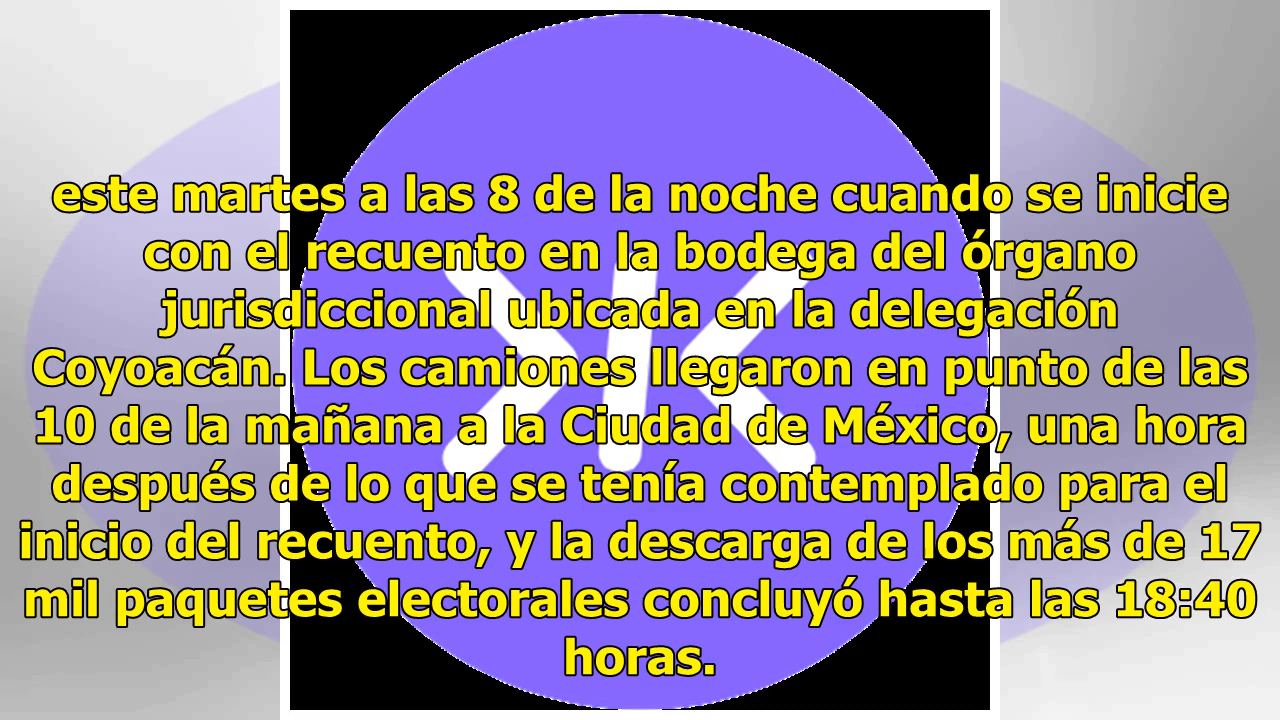 este martes a las 8 de la noche cuando se inicie
con el recuento en la bodega del órgano
jurisdiccional ubicada en la delegación
Coyoacán. Los camiones llegaron en punto de las
10 de la mañana a la Ciudad de México, una hora
después de lo que se tenía contemplado para el
inicio del recuento, y la descarga de los más de 17
mil paquetes electorales concluyó hasta las 18:40
horas.